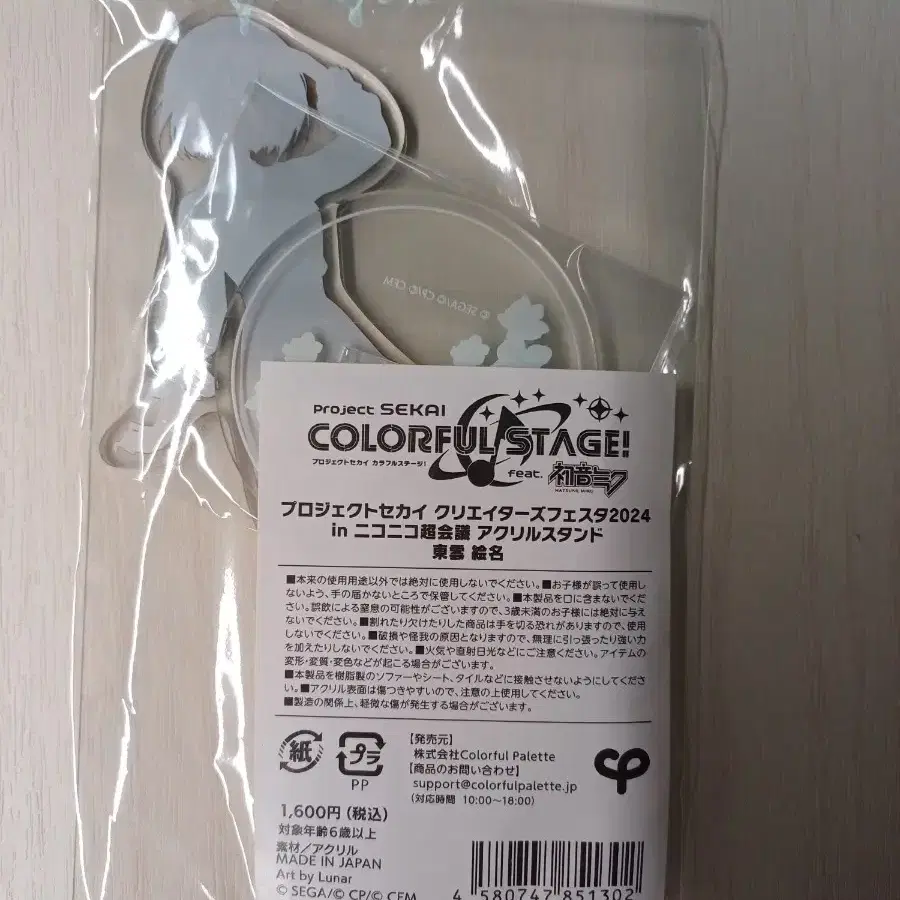 © SEGA/© CP/© CFM
Project SEKAI
COLORFUL STAGE!
プロジェクトセカイ カラフルステージ!
feat. 初音ミク
HATSUNE MIKU
プロジェクトセカイ クリエイターズフェスタ2024
in ニコニコ超会議 アクリルスタンド
東雲 絵名
■本来の使用用途以外では絶対に使用しないでください。■お子様が誤って使用し
ないよう、手の届かないところで保管してください。■本製品を口に含まないでくだ
さい。誤飲による窒息の可能性がございますので、3歳未満のお子様には絶対に与え
ないでください。■割れたり欠けたりした商品は手を切る恐れがありますので、使用
しないでください。■破損や怪我の原因となりますので、無理に引っ張ったり強い力
を加えたりしないでください。■火気や直射日光などにご注意ください。アイテムの
変形・変質・変色などが起こる場合がございます。
■本製品を樹脂製のソファーやシート、タイルなどに接触させないようにしてくださ
い。■アクリル表面は傷つきやすいので、注意の上使用してください。
■製造の関係上、軽微な傷が発生する場合がございます。
紙
プラ
PP
【発売元】
株式会社Colorful Palette
【商品のお問い合わせ】
support@colorfulpalette.jp
(対応時間 10:00〜18:00)
1,600円(税込)
対象年齢6歳以上
素材/アクリル
MADE IN JAPAN
Art by Lunar
© SEGA/© CP/© CFM
4 580747 851302